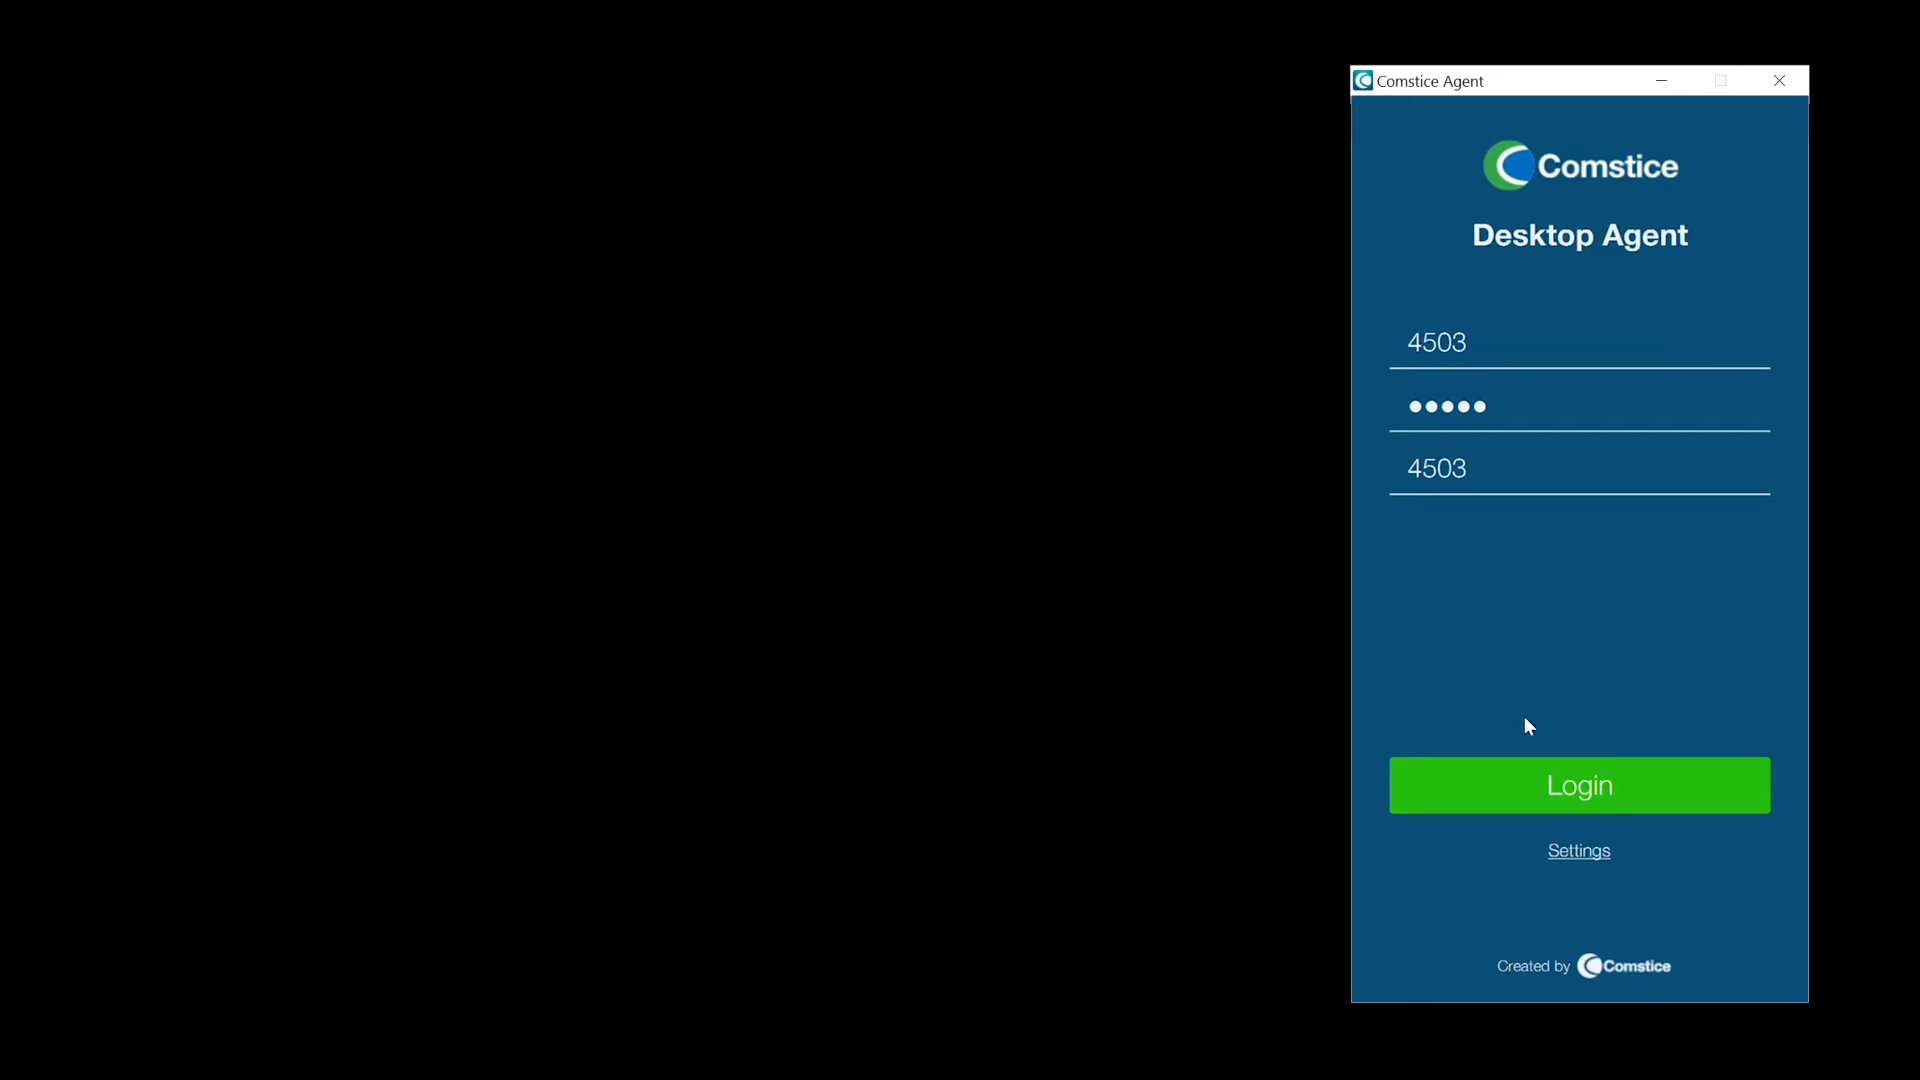 Comstice Agent
Comstice
Desktop Agent
4503
●●●●●
4503
Login
Settings
Created by Comstice